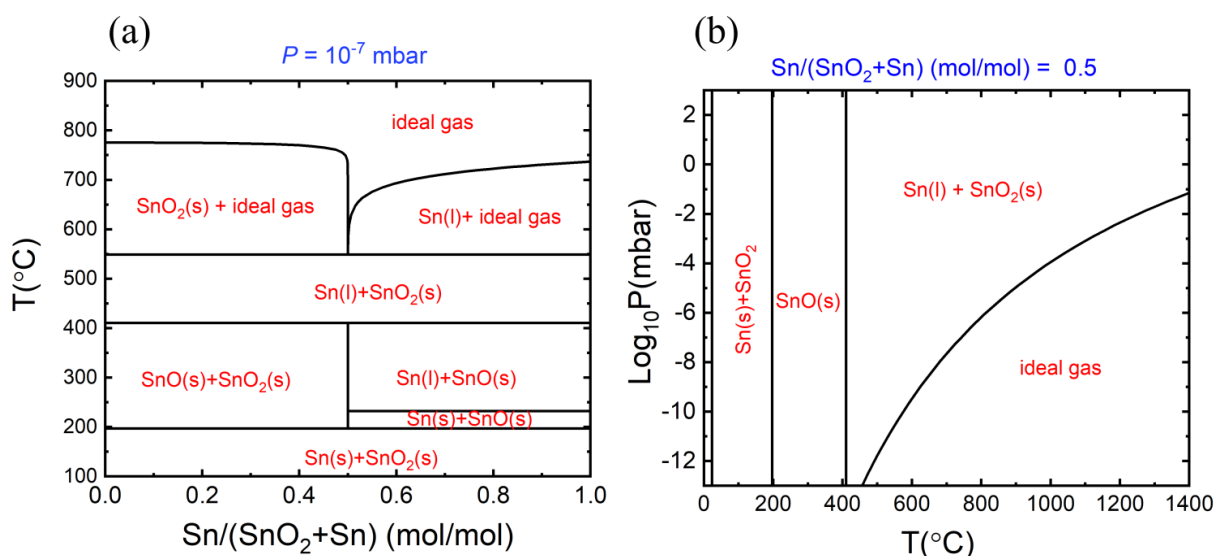 (a)
P = 10⁻⁷ mbar
900
800
700
600
500
400
300
200
100
T(°C)
ideal gas
SnO₂(s) + ideal gas
Sn(l)+ ideal gas
Sn(l)+SnO₂(s)
SnO(s)+SnO₂(s)
Sn(l)+SnO(s)
Sn(s)+SnO(s)
Sn(s)+SnO₂(s)
0.0 0.2 0.4 0.6 0.8 1.0
Sn/(SnO₂+Sn) (mol/mol)
(b)
Sn/(SnO₂+Sn) (mol/mol) = 0.5
2
0
-2
-4
-6
-8
-10
-12
Log₁₀P(mbar)
Sn(s)+SnO₂
SnO(s)
Sn(l) + SnO₂(s)
ideal gas
0 200 400 600 800 1000 1200 1400
T(°C)